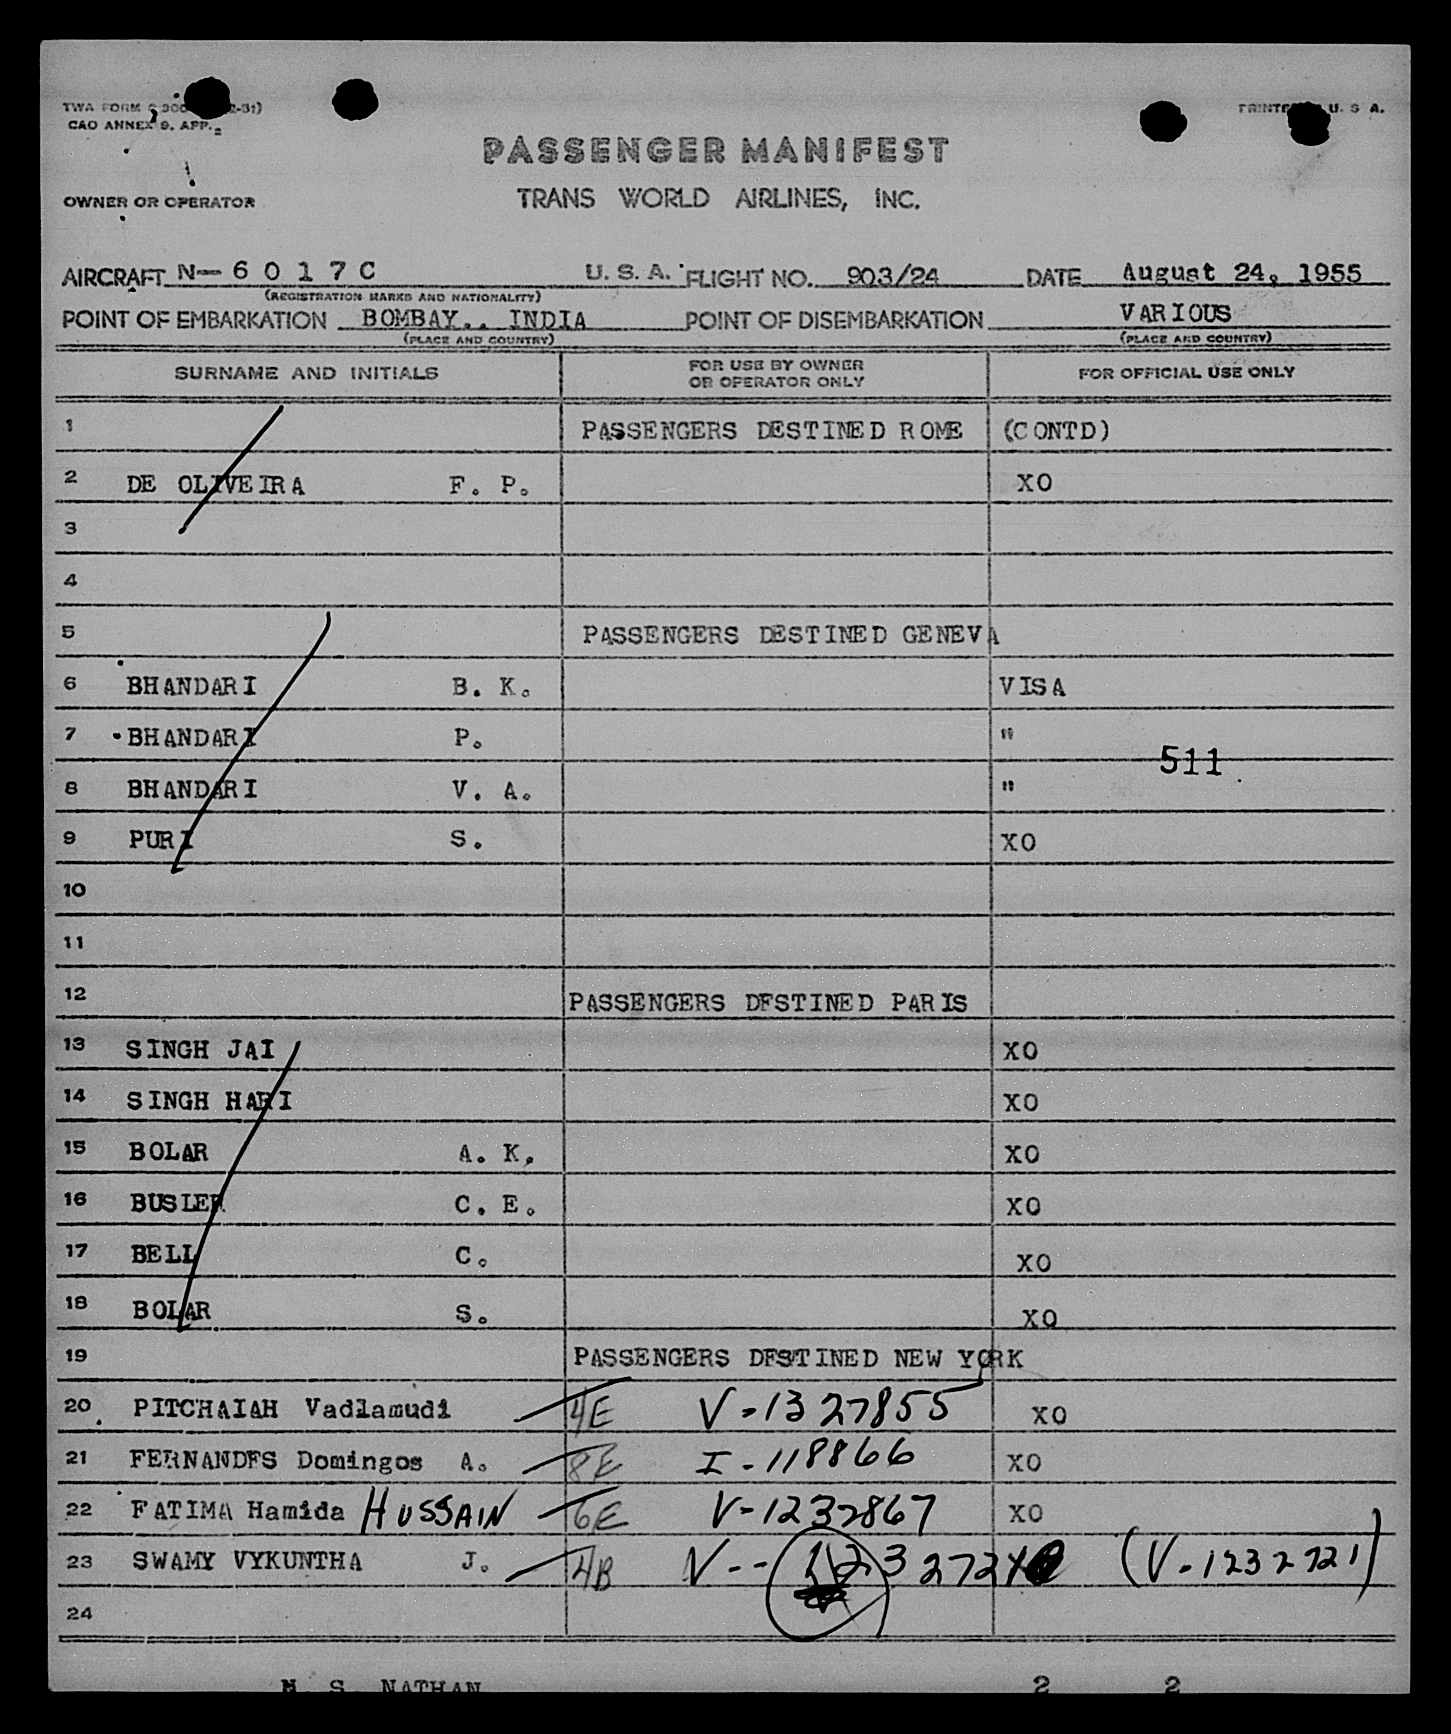 TWA FORM
PRINTED U. S. A.
CAO ANNEX 9. APP. 2
PASSENGER MANIFEST
OWNER OR OPERATOR
TRANS WORLD AIRLINES, INC.
AIRCRAFT N-6017C U. S. A. FLIGHT NO. 903/24 DATE August 24, 1955
(REGISTRATION MARKS AND NATIONALITY)
POINT OF EMBARKATION BOMBAY., INDIA POINT OF DISEMBARKATION VARIOUS
(PLACE AND COUNTRY) (PLACE AND COUNTRY)
SURNAME AND INITIALS FOR USE BY OWNER OR OPERATOR ONLY FOR OFFICIAL USE ONLY
1 PASSENGERS DESTINED ROME (CONTD)
2 DE OLIVEIRA F. P. XO
3
4
5 PASSENGERS DESTINED GENEVA
6 BHANDARI B. K. VISA
7 BHANDARI P. "
511
8 BHANDARI V. A. "
9 PURI S. XO
10
11
12 PASSENGERS DFSTINED PARIS
13 SINGH JAI XO
14 SINGH HARI XO
15 BOLAR A. K. XO
16 BUSLER C. E. XO
17 BELL C. XO
18 BOLAR S. XO
19 PASSENGERS DFSTINED NEW YORK
20 PITCHAIAH Vadlamudi 4E V-1327855 XO
21 FERNANDFS Domingos A. 8E I-118866 XO
22 FATIMA Hamida HUSSAIN 6E V-1232867 XO
23 SWAMY VYKUNTHA J. 4B V-- 123272 (V-1232721)
24
M. S. NATHAN 2 2